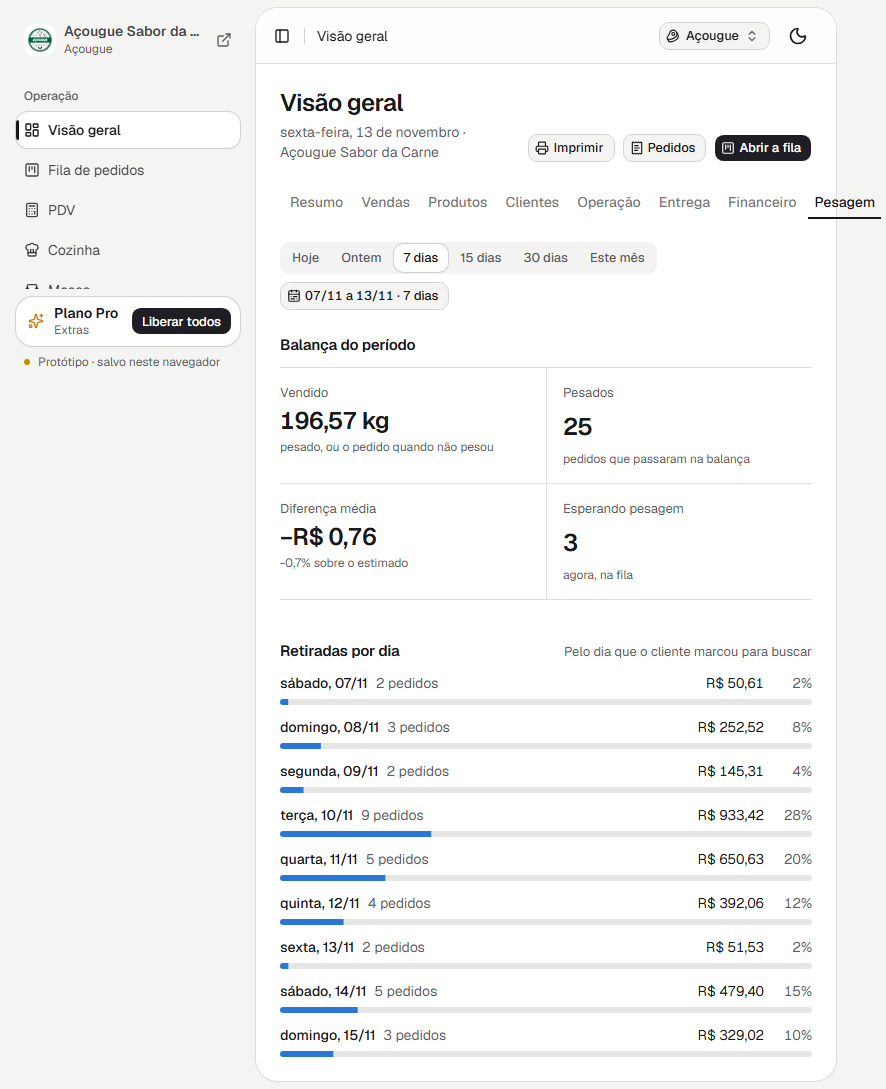 Açougue Sabor da ...
Açougue
Operação
Visão geral
Fila de pedidos
PDV
Cozinha
Plano Pro
Extras
Liberar todos
Protótipo · salvo neste navegador
Visão geral
Açougue
Visão geral
sexta-feira, 13 de novembro ·
Açougue Sabor da Carne
Imprimir
Pedidos
Abrir a fila
Resumo Vendas Produtos Clientes Operação Entrega Financeiro Pesagem
Hoje Ontem 7 dias 15 dias 30 dias Este mês
07/11 a 13/11 · 7 dias
Balança do período
Vendido
196,57 kg
pesado, ou o pedido quando não pesou
Pesados
25
pedidos que passaram na balança
Diferença média
−R$ 0,76
-0,7% sobre o estimado
Esperando pesagem
3
agora, na fila
Retiradas por dia Pelo dia que o cliente marcou para buscar
sábado, 07/11 2 pedidos R$ 50,61 2%
domingo, 08/11 3 pedidos R$ 252,52 8%
segunda, 09/11 2 pedidos R$ 145,31 4%
terça, 10/11 9 pedidos R$ 933,42 28%
quarta, 11/11 5 pedidos R$ 650,63 20%
quinta, 12/11 4 pedidos R$ 392,06 12%
sexta, 13/11 2 pedidos R$ 51,53 2%
sábado, 14/11 5 pedidos R$ 479,40 15%
domingo, 15/11 3 pedidos R$ 329,02 10%